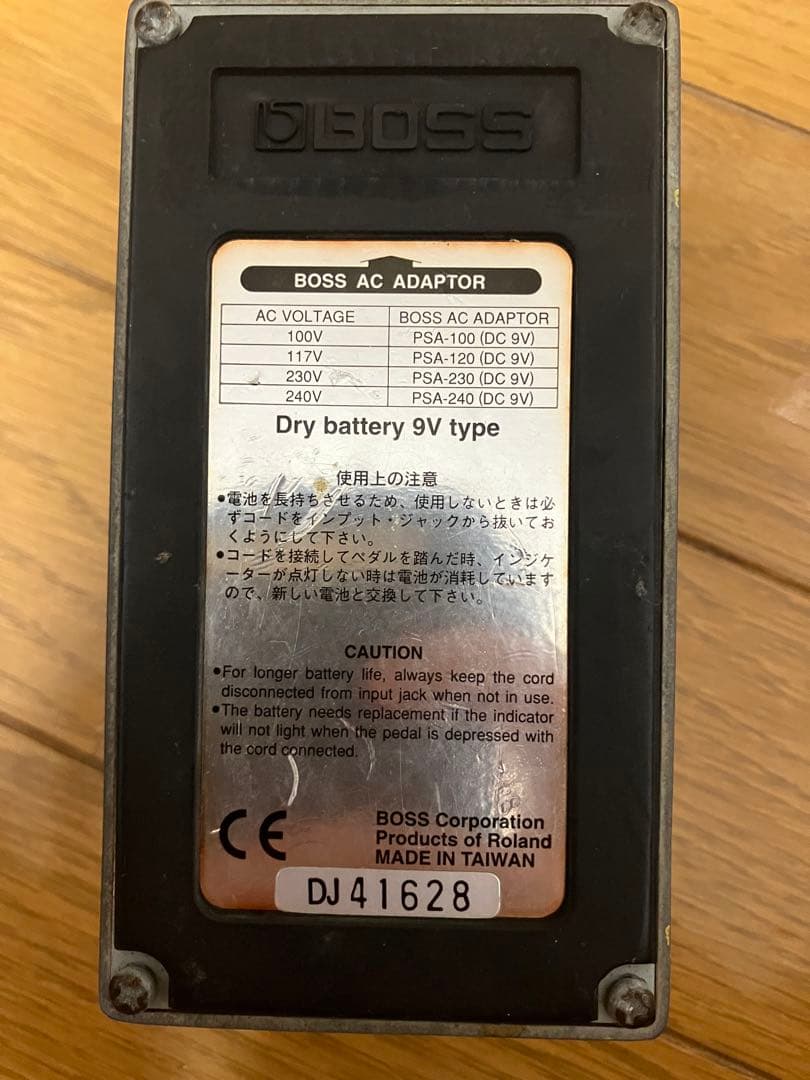 BOSS
BOSS AC ADAPTOR
AC VOLTAGE BOSS AC ADAPTOR
100V PSA-100 (DC 9V)
117V PSA-120 (DC 9V)
230V PSA-230 (DC 9V)
240V PSA-240 (DC 9V)
Dry battery 9V type
使用上の注意
●電池を長持ちさせるため、使用しないときは必
ずコードをインプット・ジャックから抜いてお
くようにして下さい。
●コードを接続してペダルを踏んだ時、インジケ
ーターが点灯しない時は電池が消耗しています
ので、新しい電池と交換して下さい。
CAUTION
●For longer battery life, always keep the cord
disconnected from input jack when not in use.
●The battery needs replacement if the indicator
will not light when the pedal is depressed with
the cord connected.
CE
BOSS Corporation
Products of Roland
MADE IN TAIWAN
DJ41628